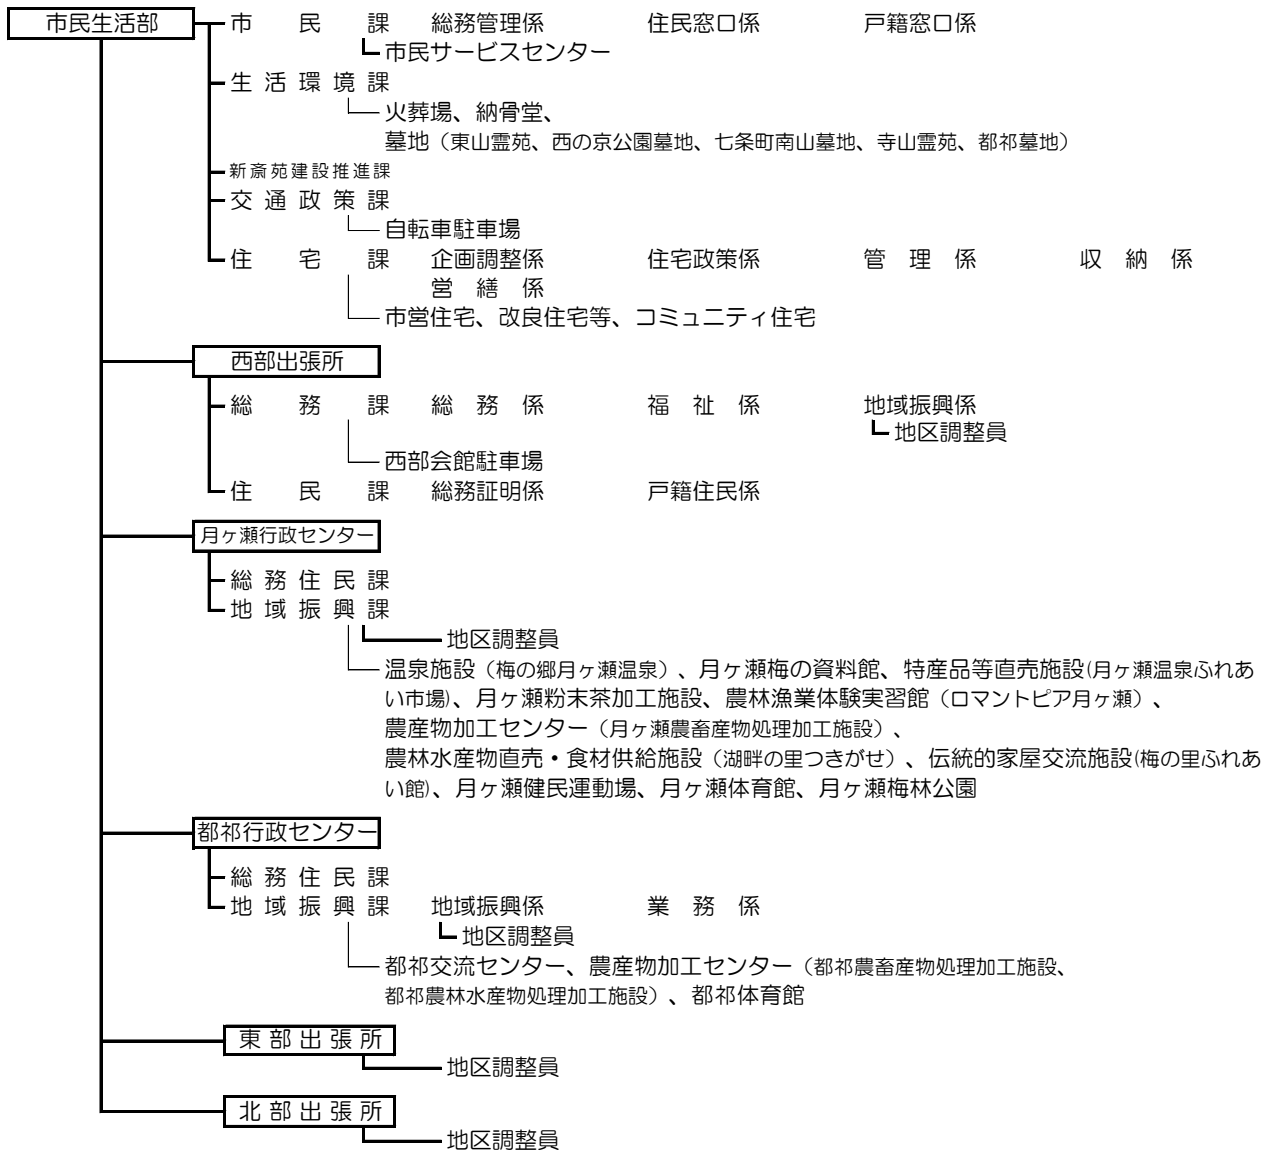 市民生活部 市民課 総務管理係 住民窓口係 戸籍窓口係
市民サービスセンター
生活環境課
火葬場、納骨堂、
墓地（東山霊苑、西の京公園墓地、七条町南山墓地、寺山霊苑、都祁墓地）
新斎苑建設推進課
交通政策課
自転車駐車場
住宅課 企画調整係 住宅政策係 管理係 収納係
営繕係
市営住宅、改良住宅等、コミュニティ住宅
西部出張所
総務課 総務係 福祉係 地域振興係
地区調整員
西部会館駐車場
住民課 総務証明係 戸籍住民係
月ヶ瀬行政センター
総務住民課
地域振興課
地区調整員
温泉施設（梅の郷月ヶ瀬温泉）、月ヶ瀬梅の資料館、特産品等直売施設(月ヶ瀬温泉ふれあ
い市場)、月ヶ瀬粉末茶加工施設、農林漁業体験実習館（ロマントピア月ヶ瀬）、
農産物加工センター（月ヶ瀬農畜産物処理加工施設）、
農林水産物直売・食材供給施設（湖畔の里つきがせ）、伝統的家屋交流施設(梅の里ふれあ
い館)、月ヶ瀬健民運動場、月ヶ瀬体育館、月ヶ瀬梅林公園
都祁行政センター
総務住民課
地域振興課 地域振興係 業務係
地区調整員
都祁交流センター、農産物加工センター（都祁農畜産物処理加工施設、
都祁農林水産物処理加工施設）、都祁体育館
東部出張所
地区調整員
北部出張所
地区調整員